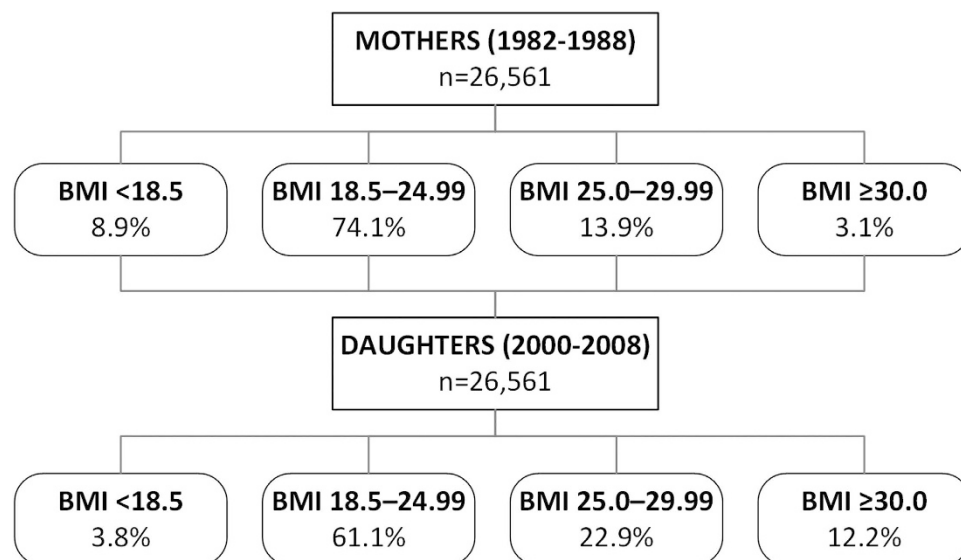 MOTHERS (1982-1988)
n=26,561
BMI <18.5
8.9%
BMI 18.5–24.99
74.1%
BMI 25.0–29.99
13.9%
BMI ≥30.0
3.1%
DAUGHTERS (2000-2008)
n=26,561
BMI <18.5
3.8%
BMI 18.5–24.99
61.1%
BMI 25.0–29.99
22.9%
BMI ≥30.0
12.2%